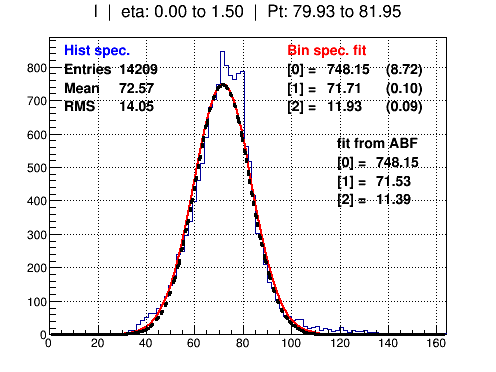 I | eta: 0.00 to 1.50 | Pt: 79.93 to 81.95
Hist spec.
Entries 14209
Mean 72.57
RMS 14.05
Bin spec. fit
[0] = 748.15 (8.72)
[1] = 71.71 (0.10)
[2] = 11.93 (0.09)
fit from ABF
[0] = 748.15
[1] = 71.53
[2] = 11.39
800
700
600
500
400
300
200
100
0
0 20 40 60 80 100 120 140 160